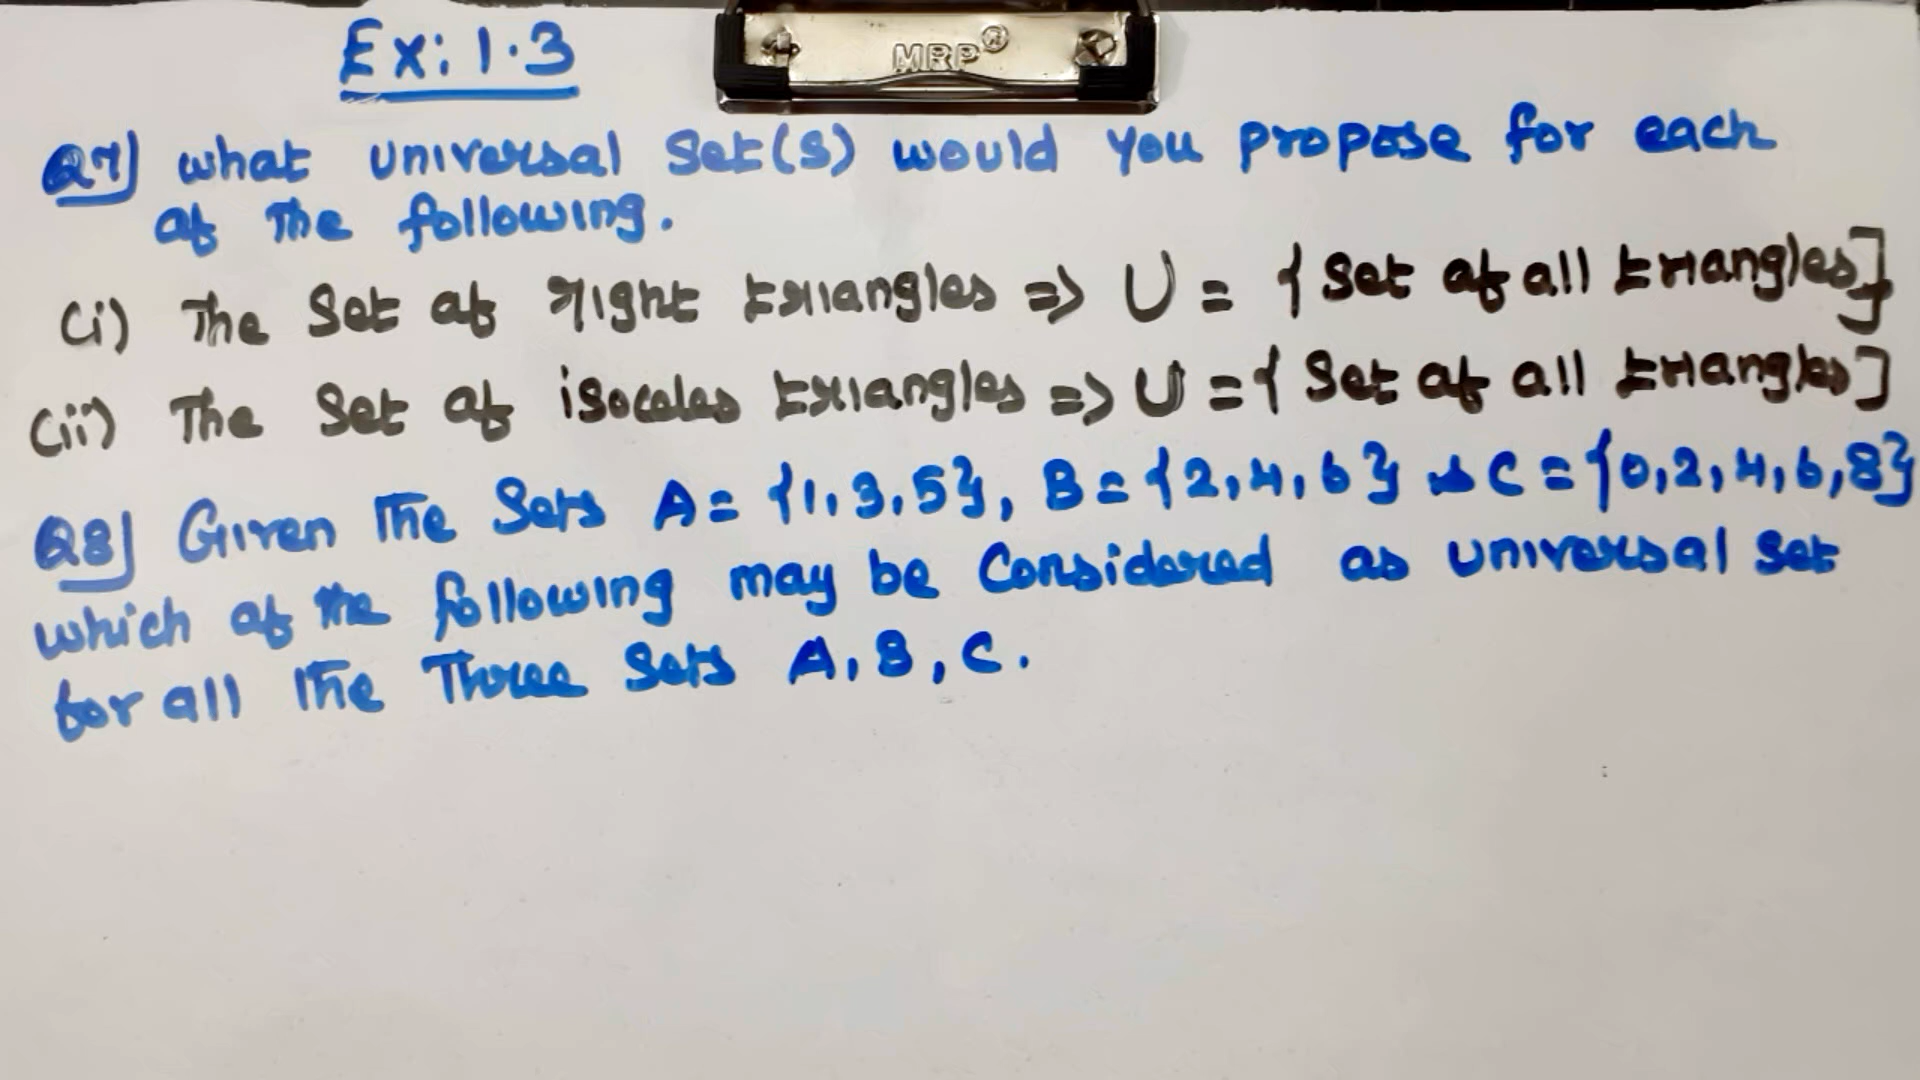 Ex: 1.3
MRP®
Q7) what universal set(s) would you propose for each
of the following.
(i) The Set of right triangles => U = { Set of all triangles}
(ii) The Set of isoceles triangles => U = { Set of all triangles}
Q8) Given the Sets A = {1,3,5}, B = {2,4,6} & C = {0,2,4,6,8}
which of the following may be Considered as universal set
for all the Three Sets A, B, C.